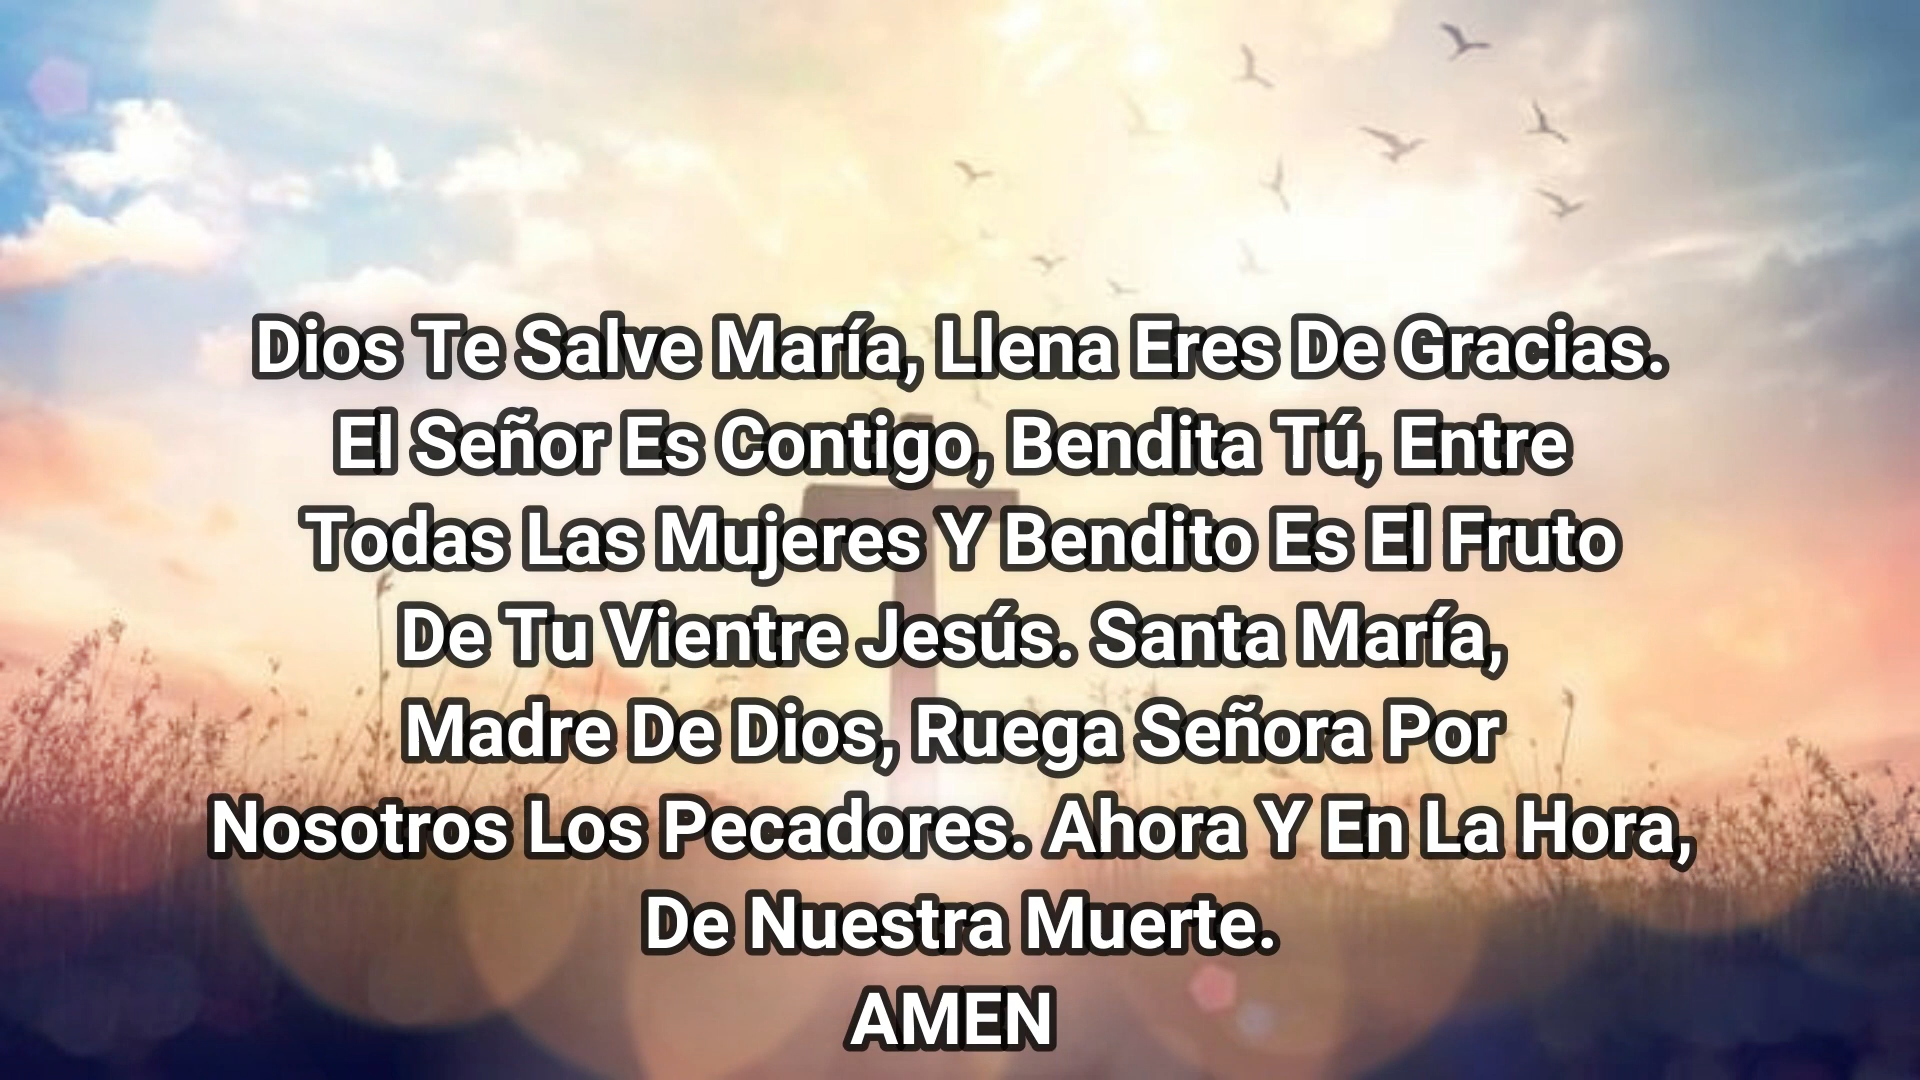 Dios Te Salve María, Llena Eres De Gracias.
El Señor Es Contigo, Bendita Tú, Entre
Todas Las Mujeres Y Bendito Es El Fruto
De Tu Vientre Jesús. Santa María,
Madre De Dios, Ruega Señora Por
Nosotros Los Pecadores. Ahora Y En La Hora,
De Nuestra Muerte.
AMEN